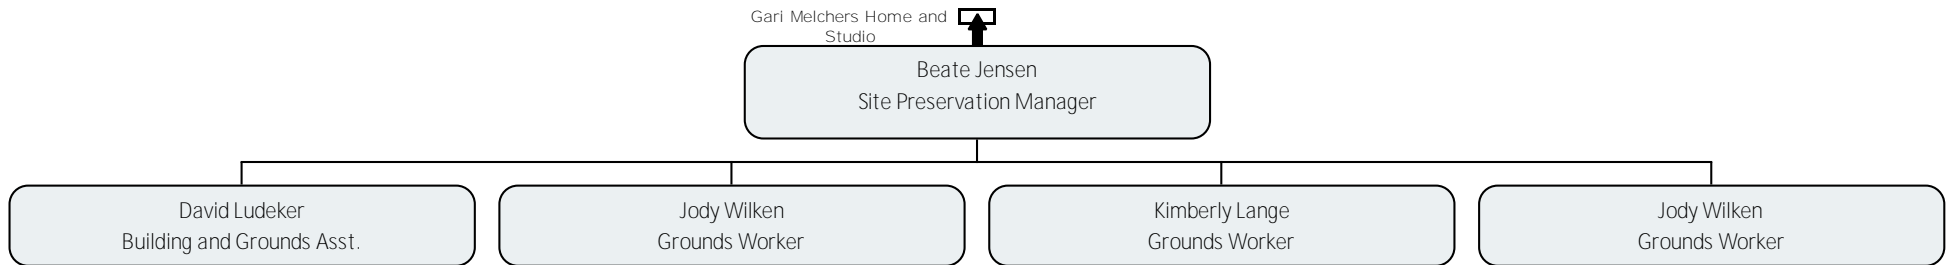 Gari Melchers Home and
Studio
Beate Jensen
Site Preservation Manager
David Ludeker
Building and Grounds Asst.
Jody Wilken
Grounds Worker
Kimberly Lange
Grounds Worker
Jody Wilken
Grounds Worker